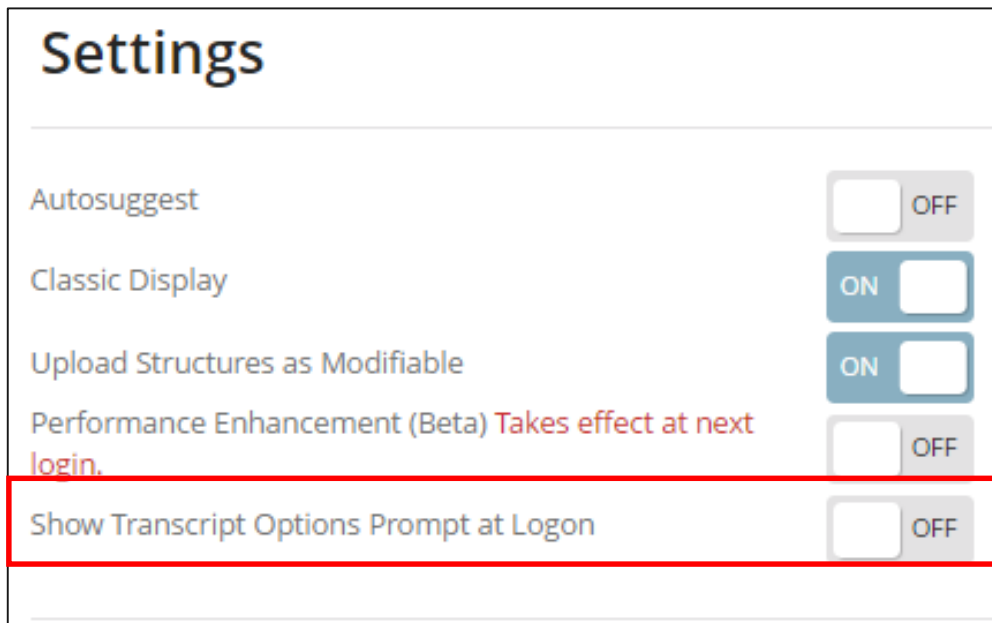 Settings
Autosuggest OFF
Classic Display ON
Upload Structures as Modifiable ON
Performance Enhancement (Beta) Takes effect at next
login. OFF
Show Transcript Options Prompt at Logon OFF